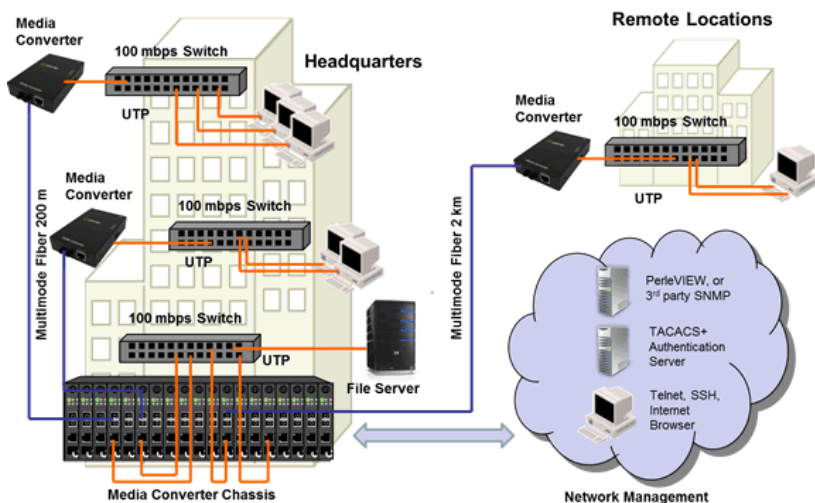 Media
Converter
100 mbps Switch
UTP
Headquarters
Remote Locations
Media
Converter
100 mbps Switch
UTP
Media
Converter
100 mbps Switch
UTP
Multimode Fiber 200 m
Multimode Fiber 2 km
100 mbps Switch
UTP
File Server
Media Converter Chassis
PerleVIEW, or
3rd party SNMP
TACACS+
Authentication
Server
Telnet, SSH,
Internet
Browser
Network Management